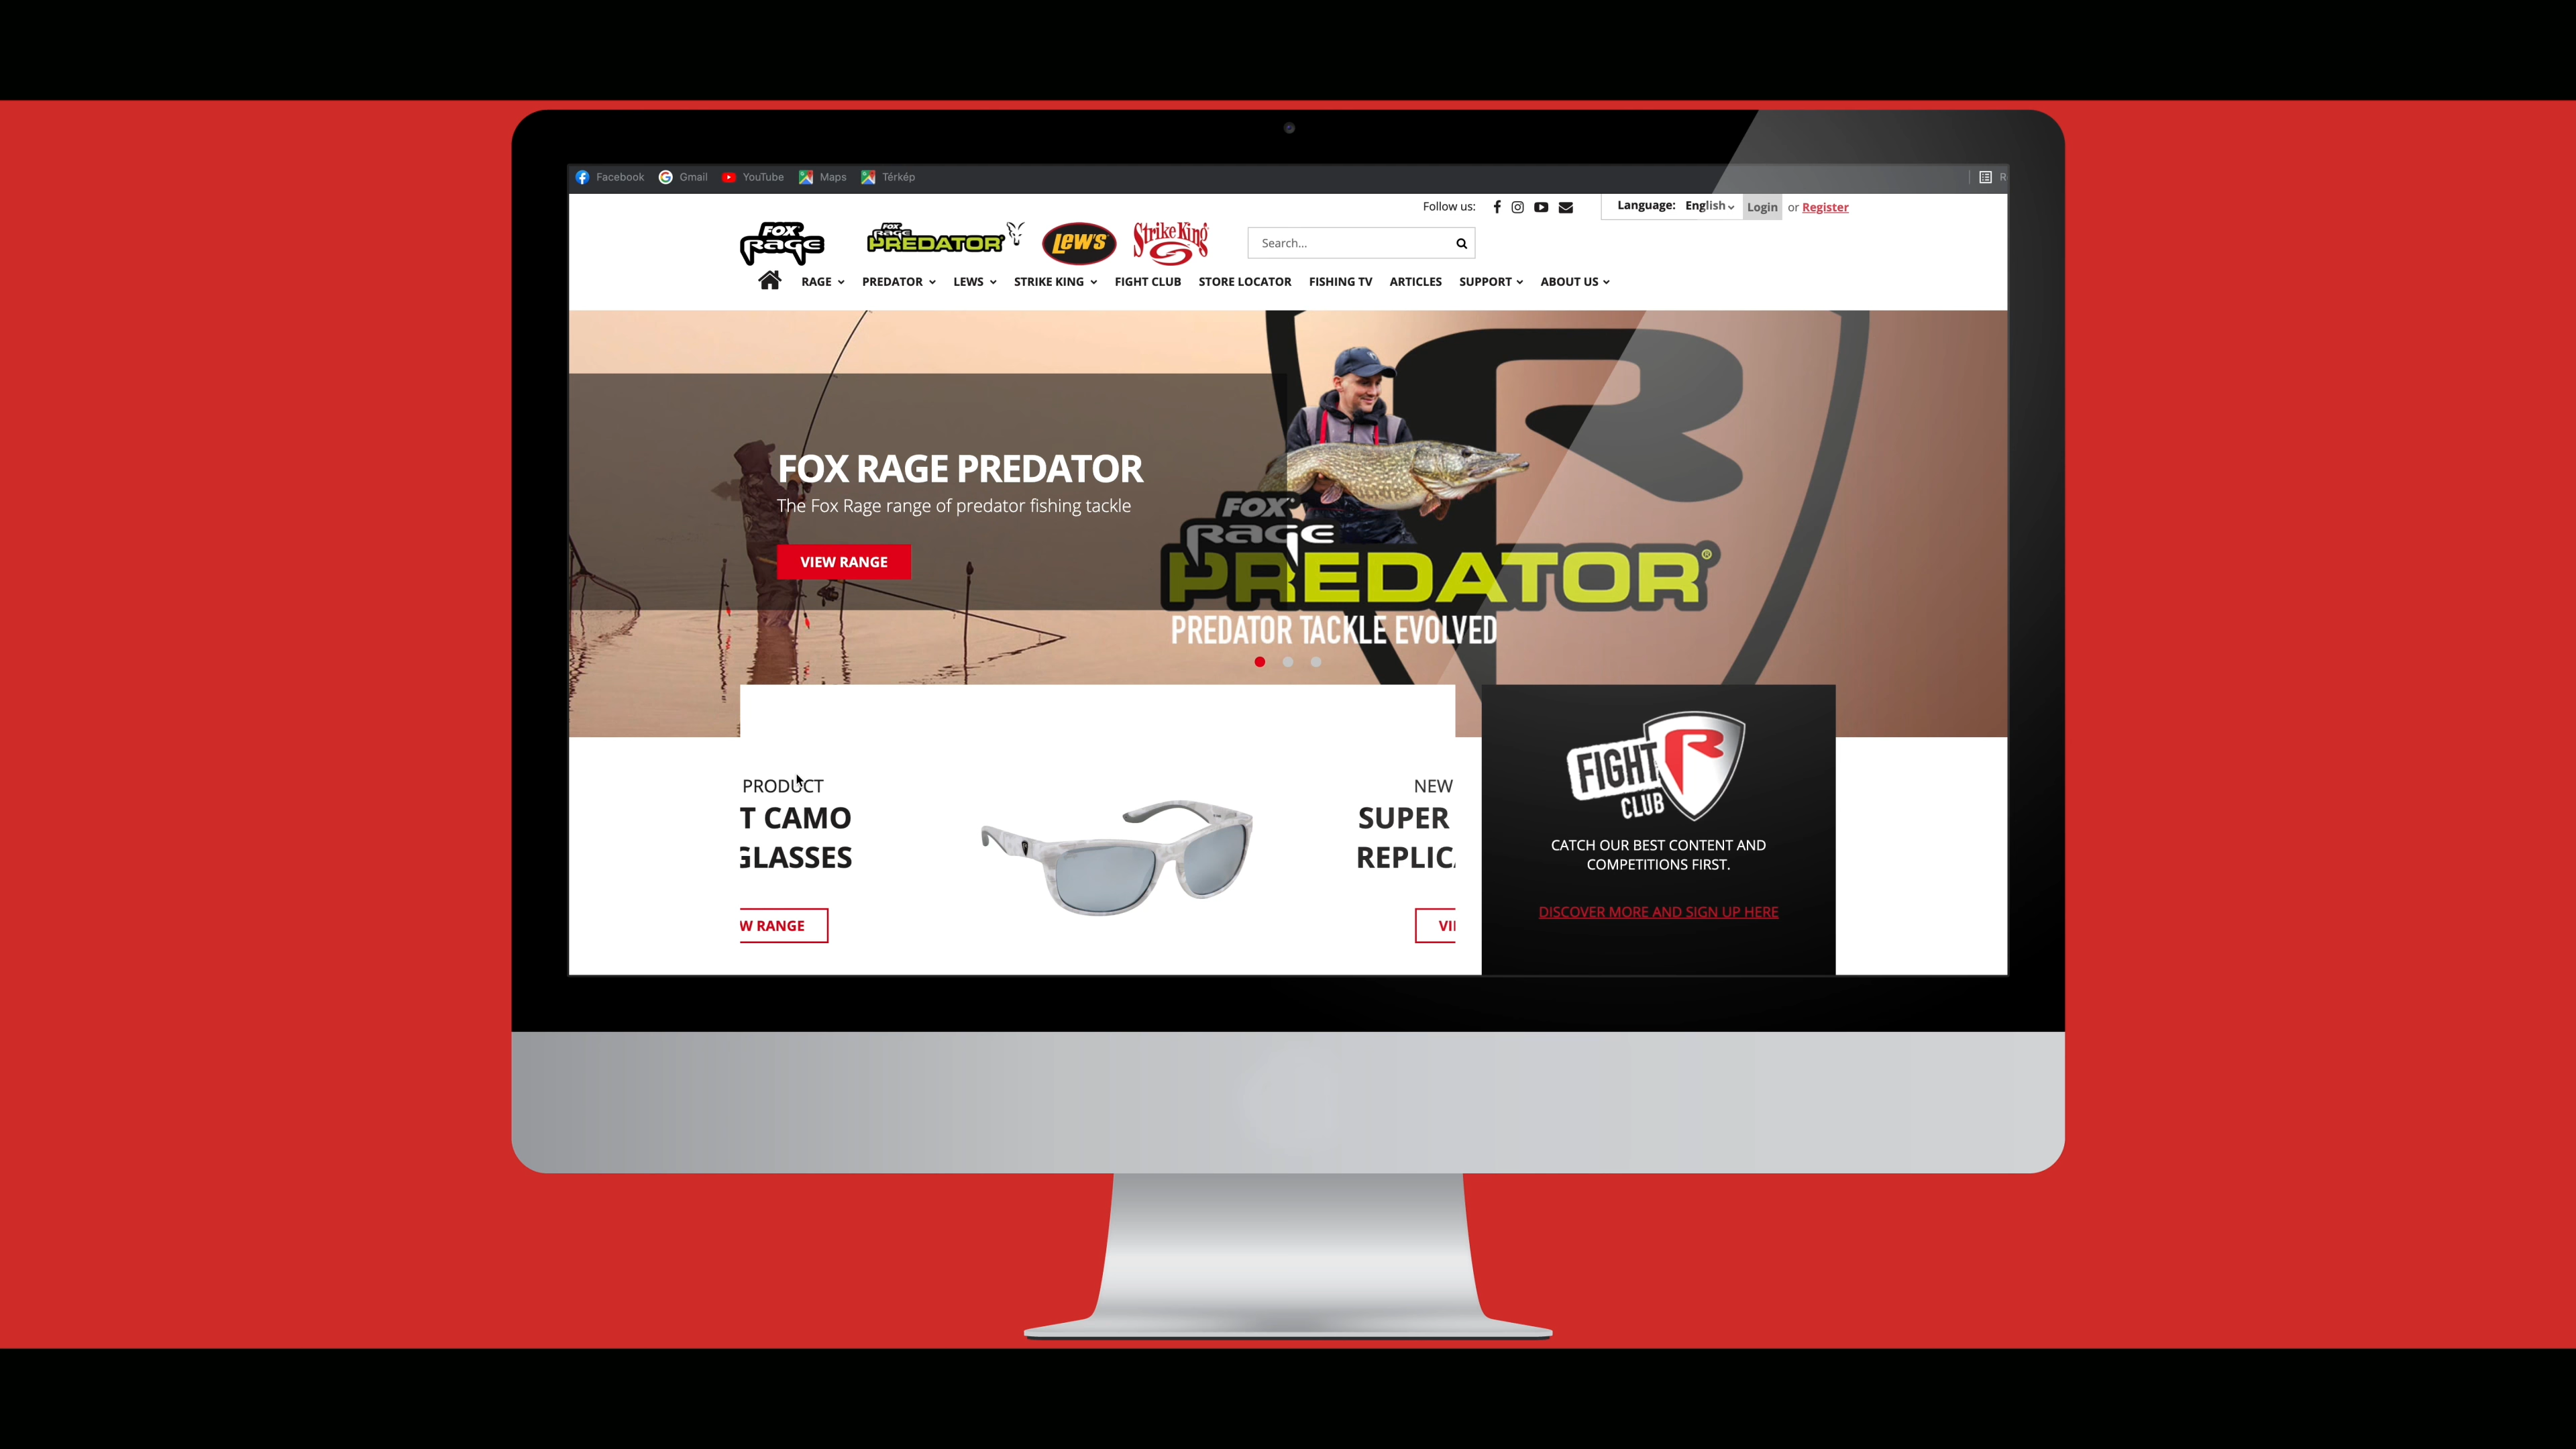 Facebook Gmail YouTube Maps Térkép R
Follow us: Language: English Login or Register
FOX RAGE
FOX RAGE PREDATOR
LEW'S
Strike King
Search...
RAGE PREDATOR LEWS STRIKE KING FIGHT CLUB STORE LOCATOR FISHING TV ARTICLES SUPPORT ABOUT US
FOX RAGE PREDATOR
The Fox Rage range of predator fishing tackle
VIEW RANGE
FOX
RAGE
PREDATOR®
PREDATOR TACKLE EVOLVED
PRODUCT
T CAMO
GLASSES
W RANGE
NEW
SUPER
REPLICA
VI
FIGHT
CLUB
CATCH OUR BEST CONTENT AND
COMPETITIONS FIRST.
DISCOVER MORE AND SIGN UP HERE